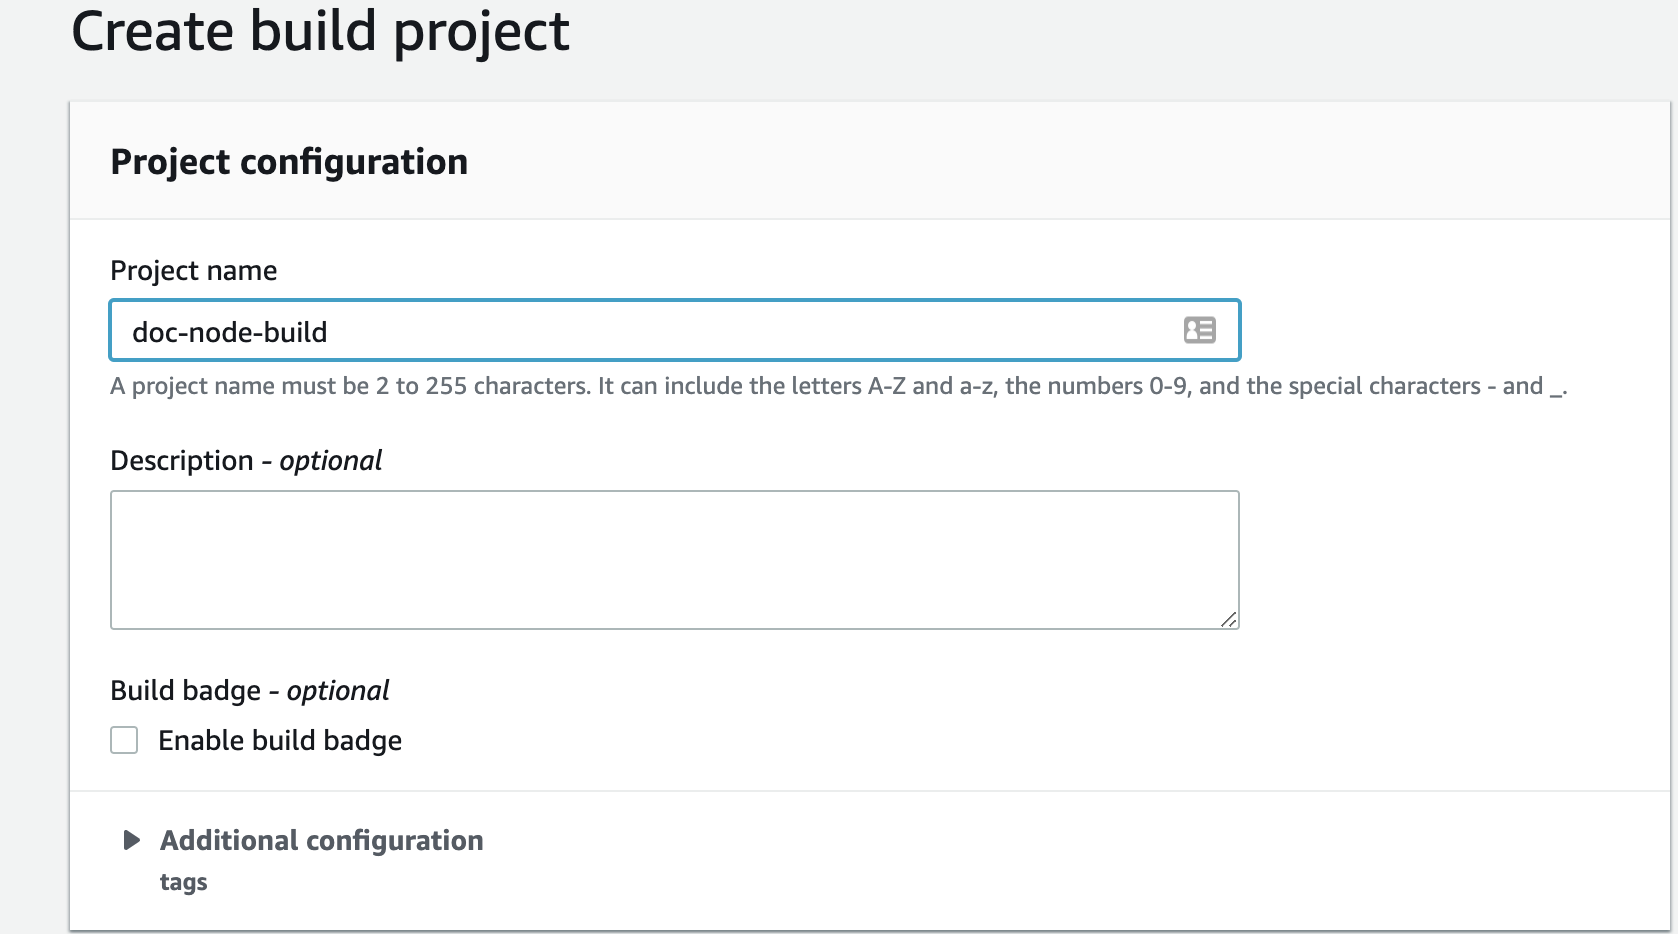 Create build project
Project configuration
Project name
doc-node-build
A project name must be 2 to 255 characters. It can include the letters A-Z and a-z, the numbers 0-9, and the special characters - and _.
Description - optional
Build badge - optional
Enable build badge
Additional configuration
tags